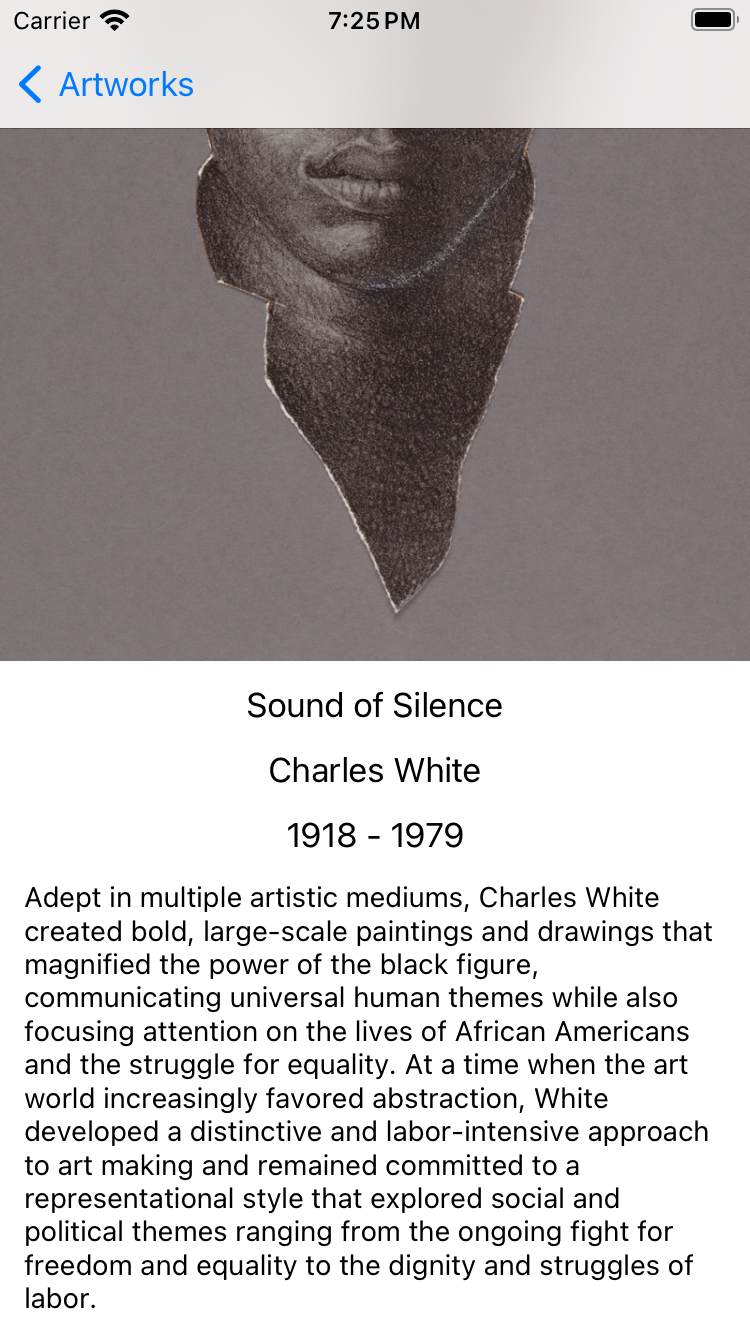 Carrier 7:25 PM
Artworks
Sound of Silence
Charles White
1918 - 1979
Adept in multiple artistic mediums, Charles White
created bold, large-scale paintings and drawings that
magnified the power of the black figure,
communicating universal human themes while also
focusing attention on the lives of African Americans
and the struggle for equality. At a time when the art
world increasingly favored abstraction, White
developed a distinctive and labor-intensive approach
to art making and remained committed to a
representational style that explored social and
political themes ranging from the ongoing fight for
freedom and equality to the dignity and struggles of
labor.